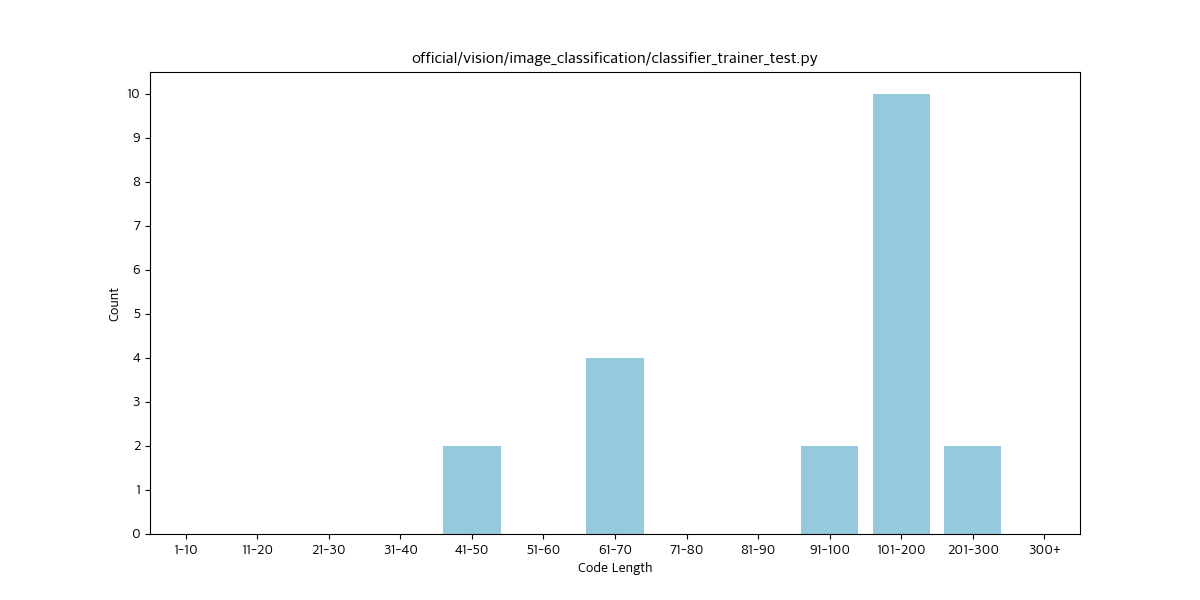 official/vision/image_classification/classifier_trainer_test.py
10
9
8
7
6
5
4
3
2
1
0
Count
1-10 11-20 21-30 31-40 41-50 51-60 61-70 71-80 81-90 91-100 101-200 201-300 300+
Code Length